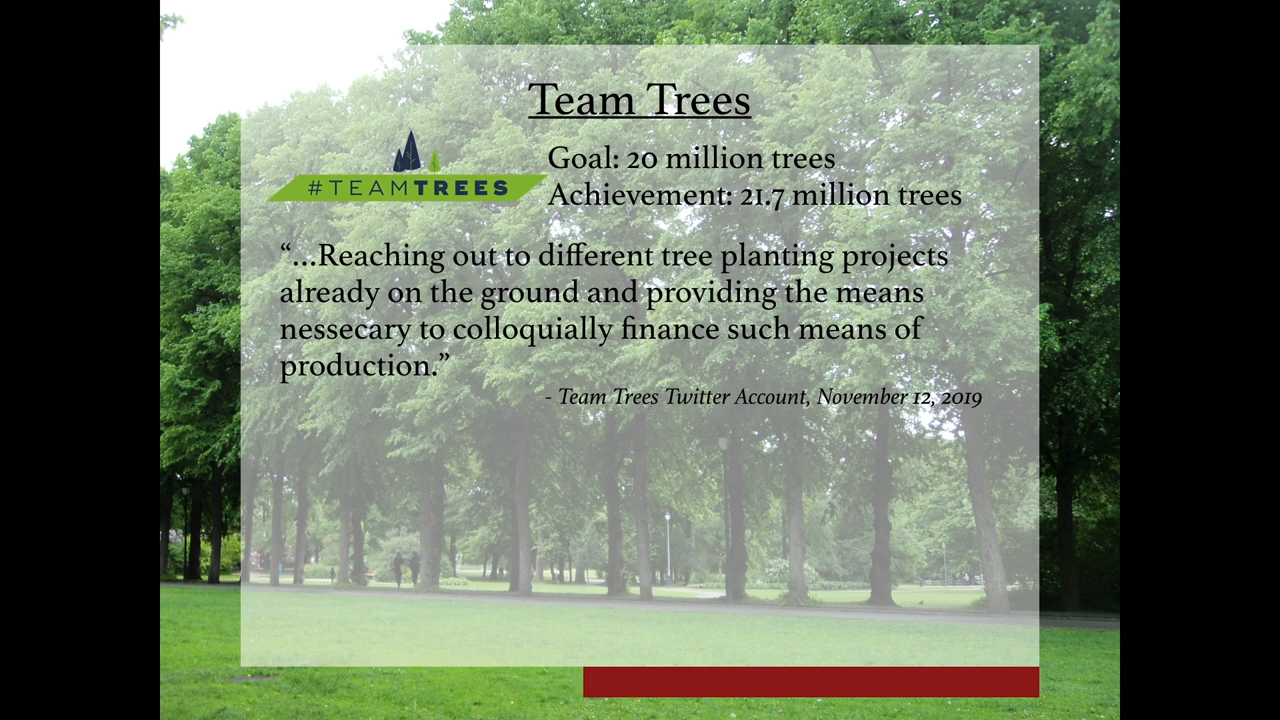 Team Trees
#TEAMTREES
Goal: 20 million trees
Achievement: 21.7 million trees
“...Reaching out to different tree planting projects
already on the ground and providing the means
nessecary to colloquially finance such means of
production.”
- Team Trees Twitter Account, November 12, 2019